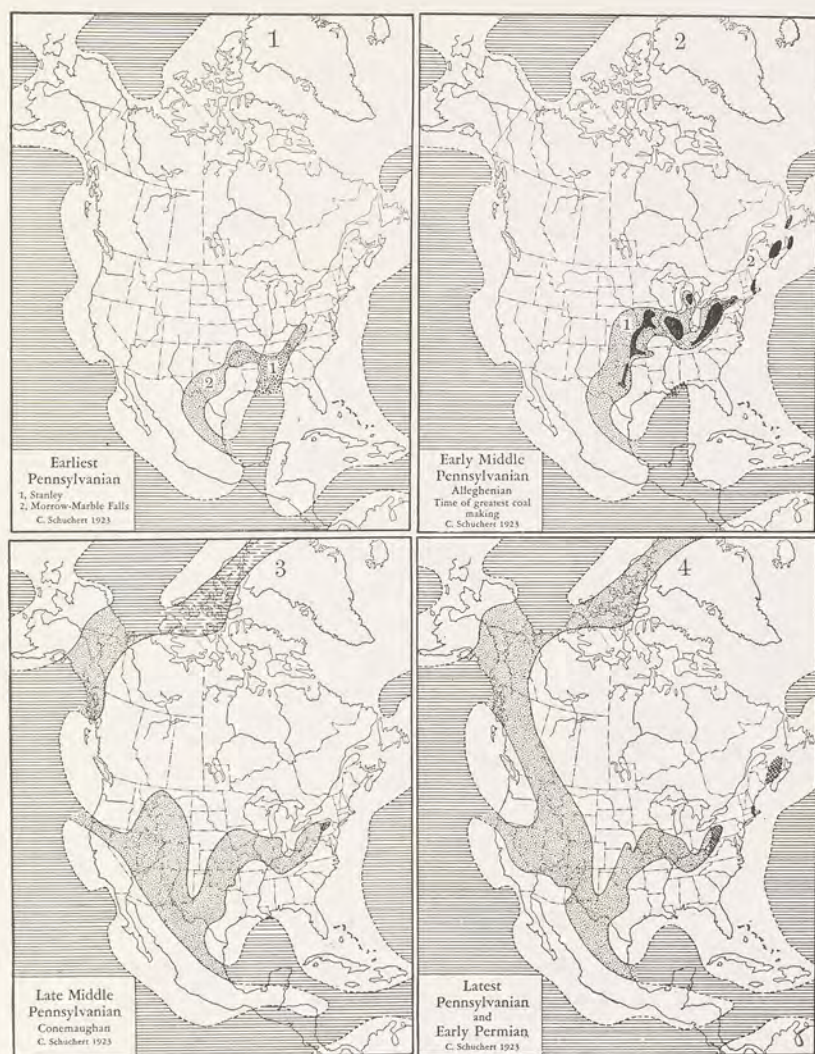 1
2
1
Earliest
Pennsylvanian
1, Stanley
2, Morrow-Marble Falls
C. Schuchert 1923
2
2
1
Early Middle
Pennsylvanian
Alleghenian
Time of greatest coal
making
C. Schuchert 1923
3
Late Middle
Pennsylvanian
Conemaughan
C. Schuchert 1923
4
Latest
Pennsylvanian
and
Early Permian
C. Schuchert 1923